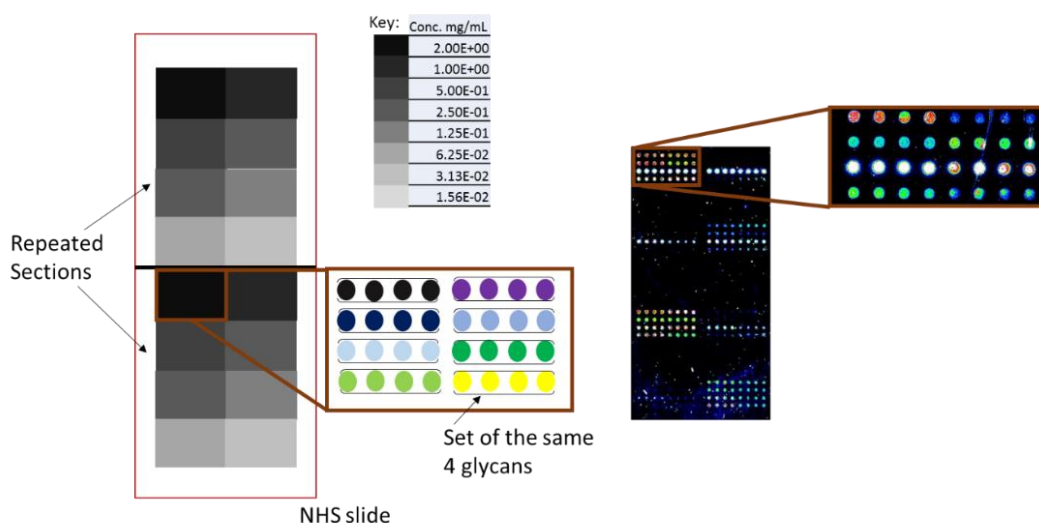 Key:
Conc. mg/mL
2.00E+00
1.00E+00
5.00E-01
2.50E-01
1.25E-01
6.25E-02
3.13E-02
1.56E-02
Repeated
Sections
Set of the same
4 glycans
NHS slide